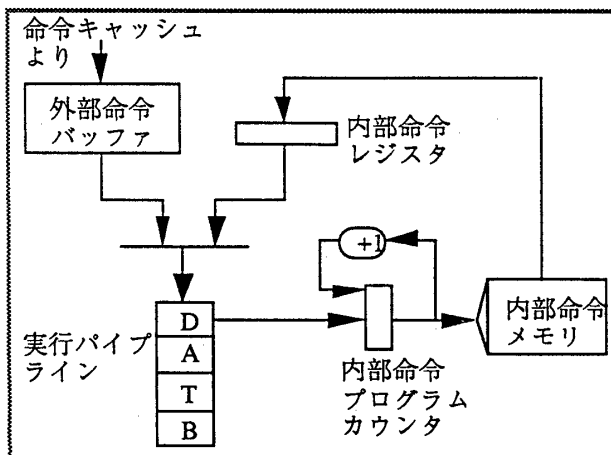 命令キャッシュ
より
外部命令
バッファ
内部命令
レジスタ
+1
実行パイプ
ライン
D
A
T
B
内部命令
プログラム
カウンタ
内部命令
メモリ